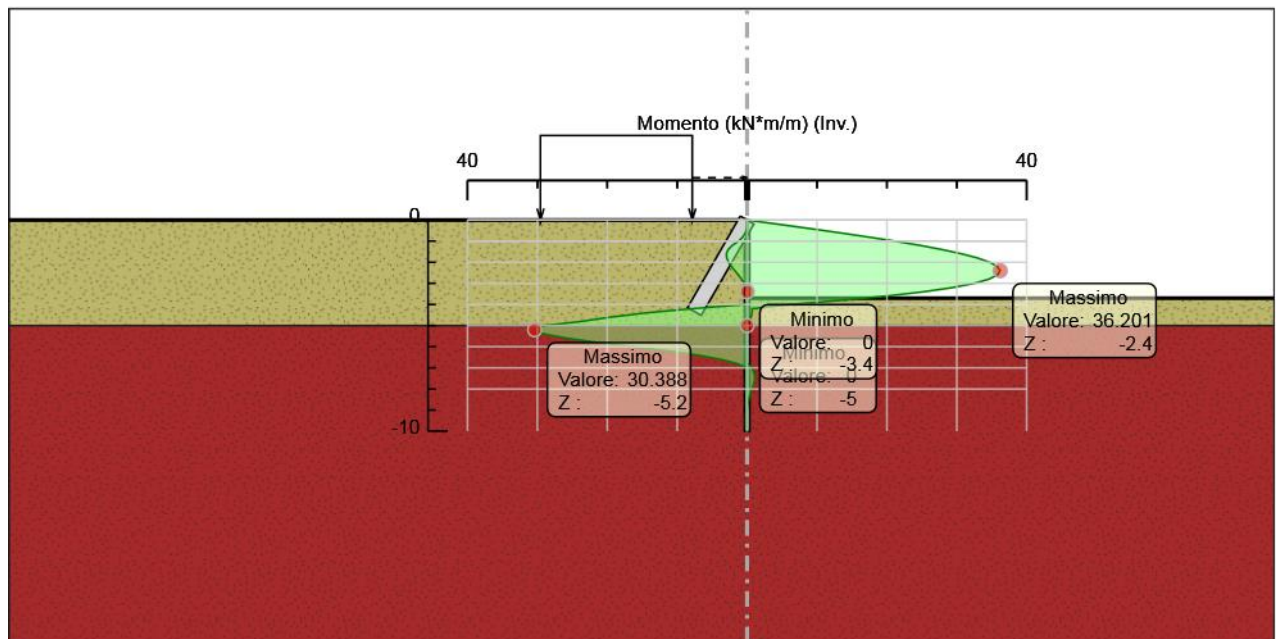 Momento (kN*m/m) (Inv.)
40
40
0
Massimo
Valore: 36.201
Z : -2.4
Minimo
Valore: 0
Z : -3.4
Minimo
Valore: 0
Z : -5
Massimo
Valore: 30.388
Z : -5.2
-10